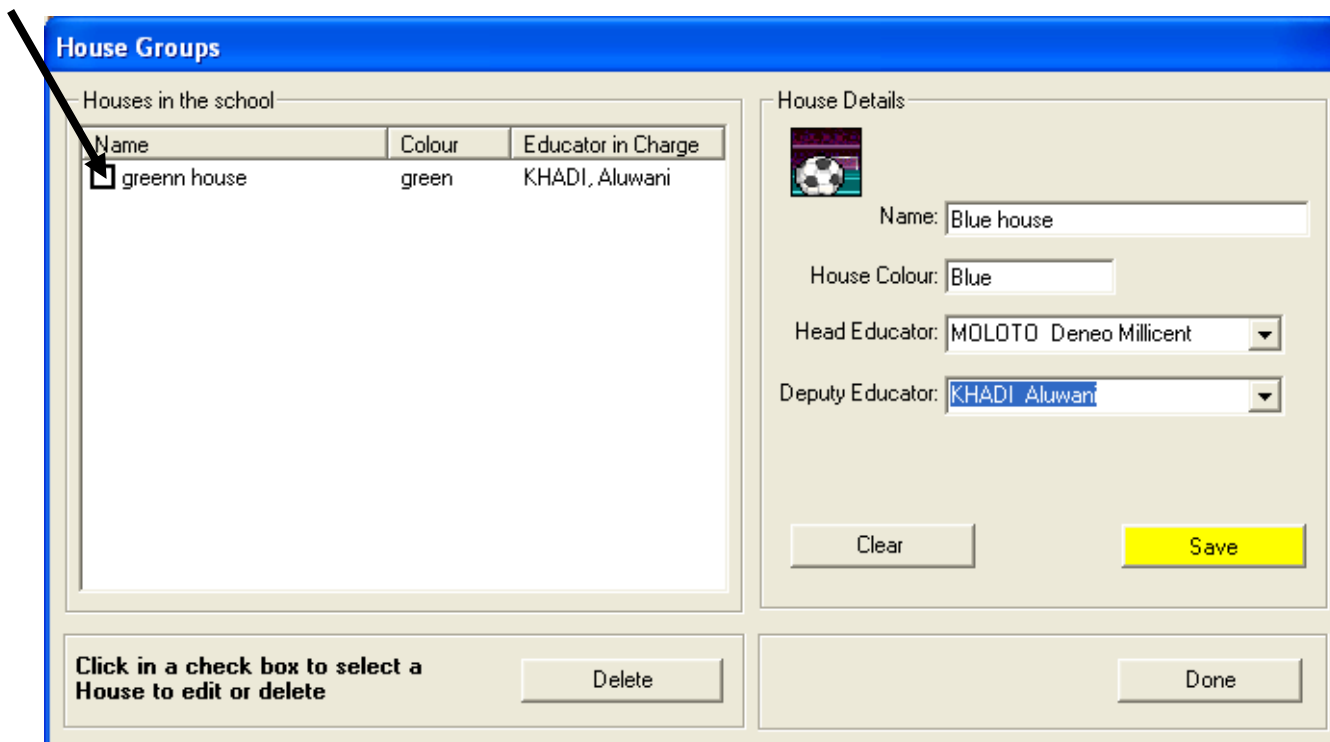 House Groups
Houses in the school
Name Colour Educator in Charge
greenn house green KHADI, Aluwani
House Details
Name: Blue house
House Colour: Blue
Head Educator: MOLOTO Deneo Millicent
Deputy Educator: KHADI Aluwani
Clear Save
Click in a check box to select a
House to edit or delete
Delete
Done